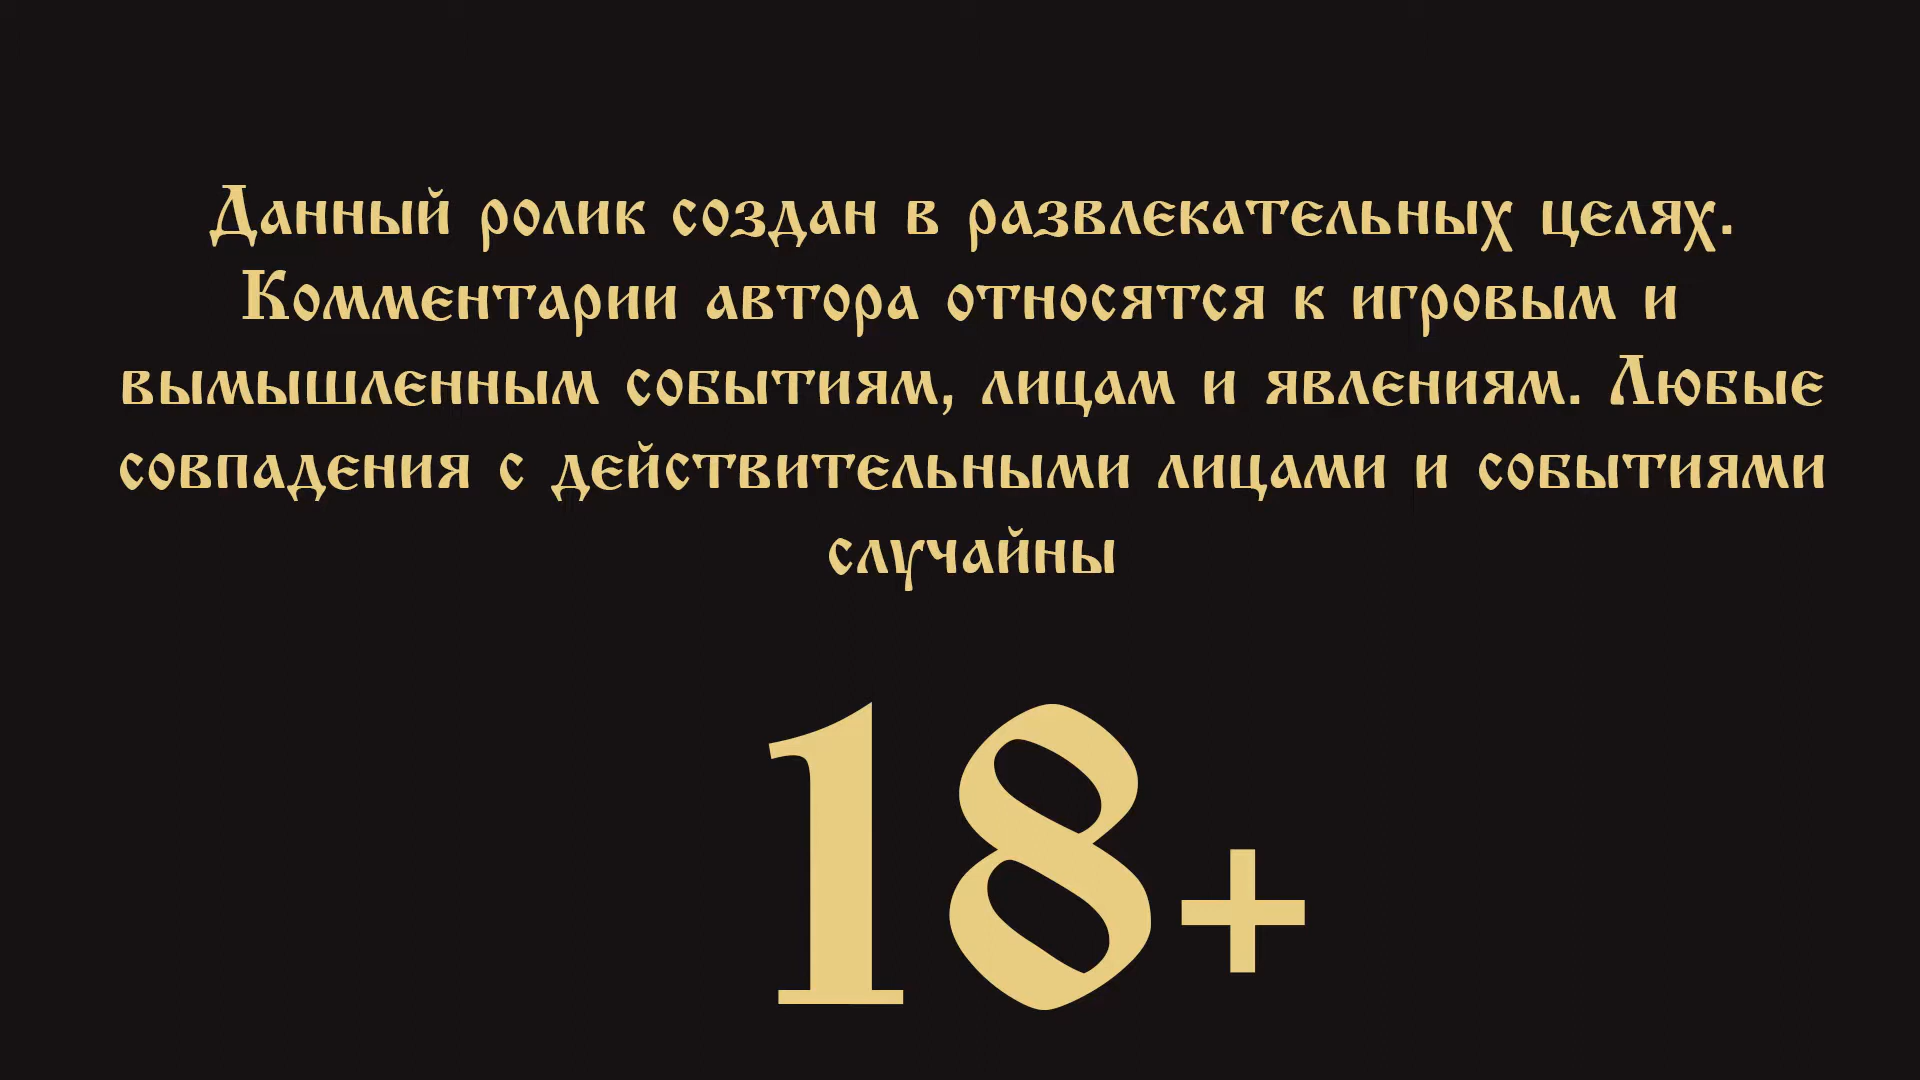 Данный ролик создан в развлекательных целях.
Комментарии автора относятся к игровым и
вымышленным событиям, лицам и явлениям. Любые
совпадения с действительными лицами и событиями
случайны
18+